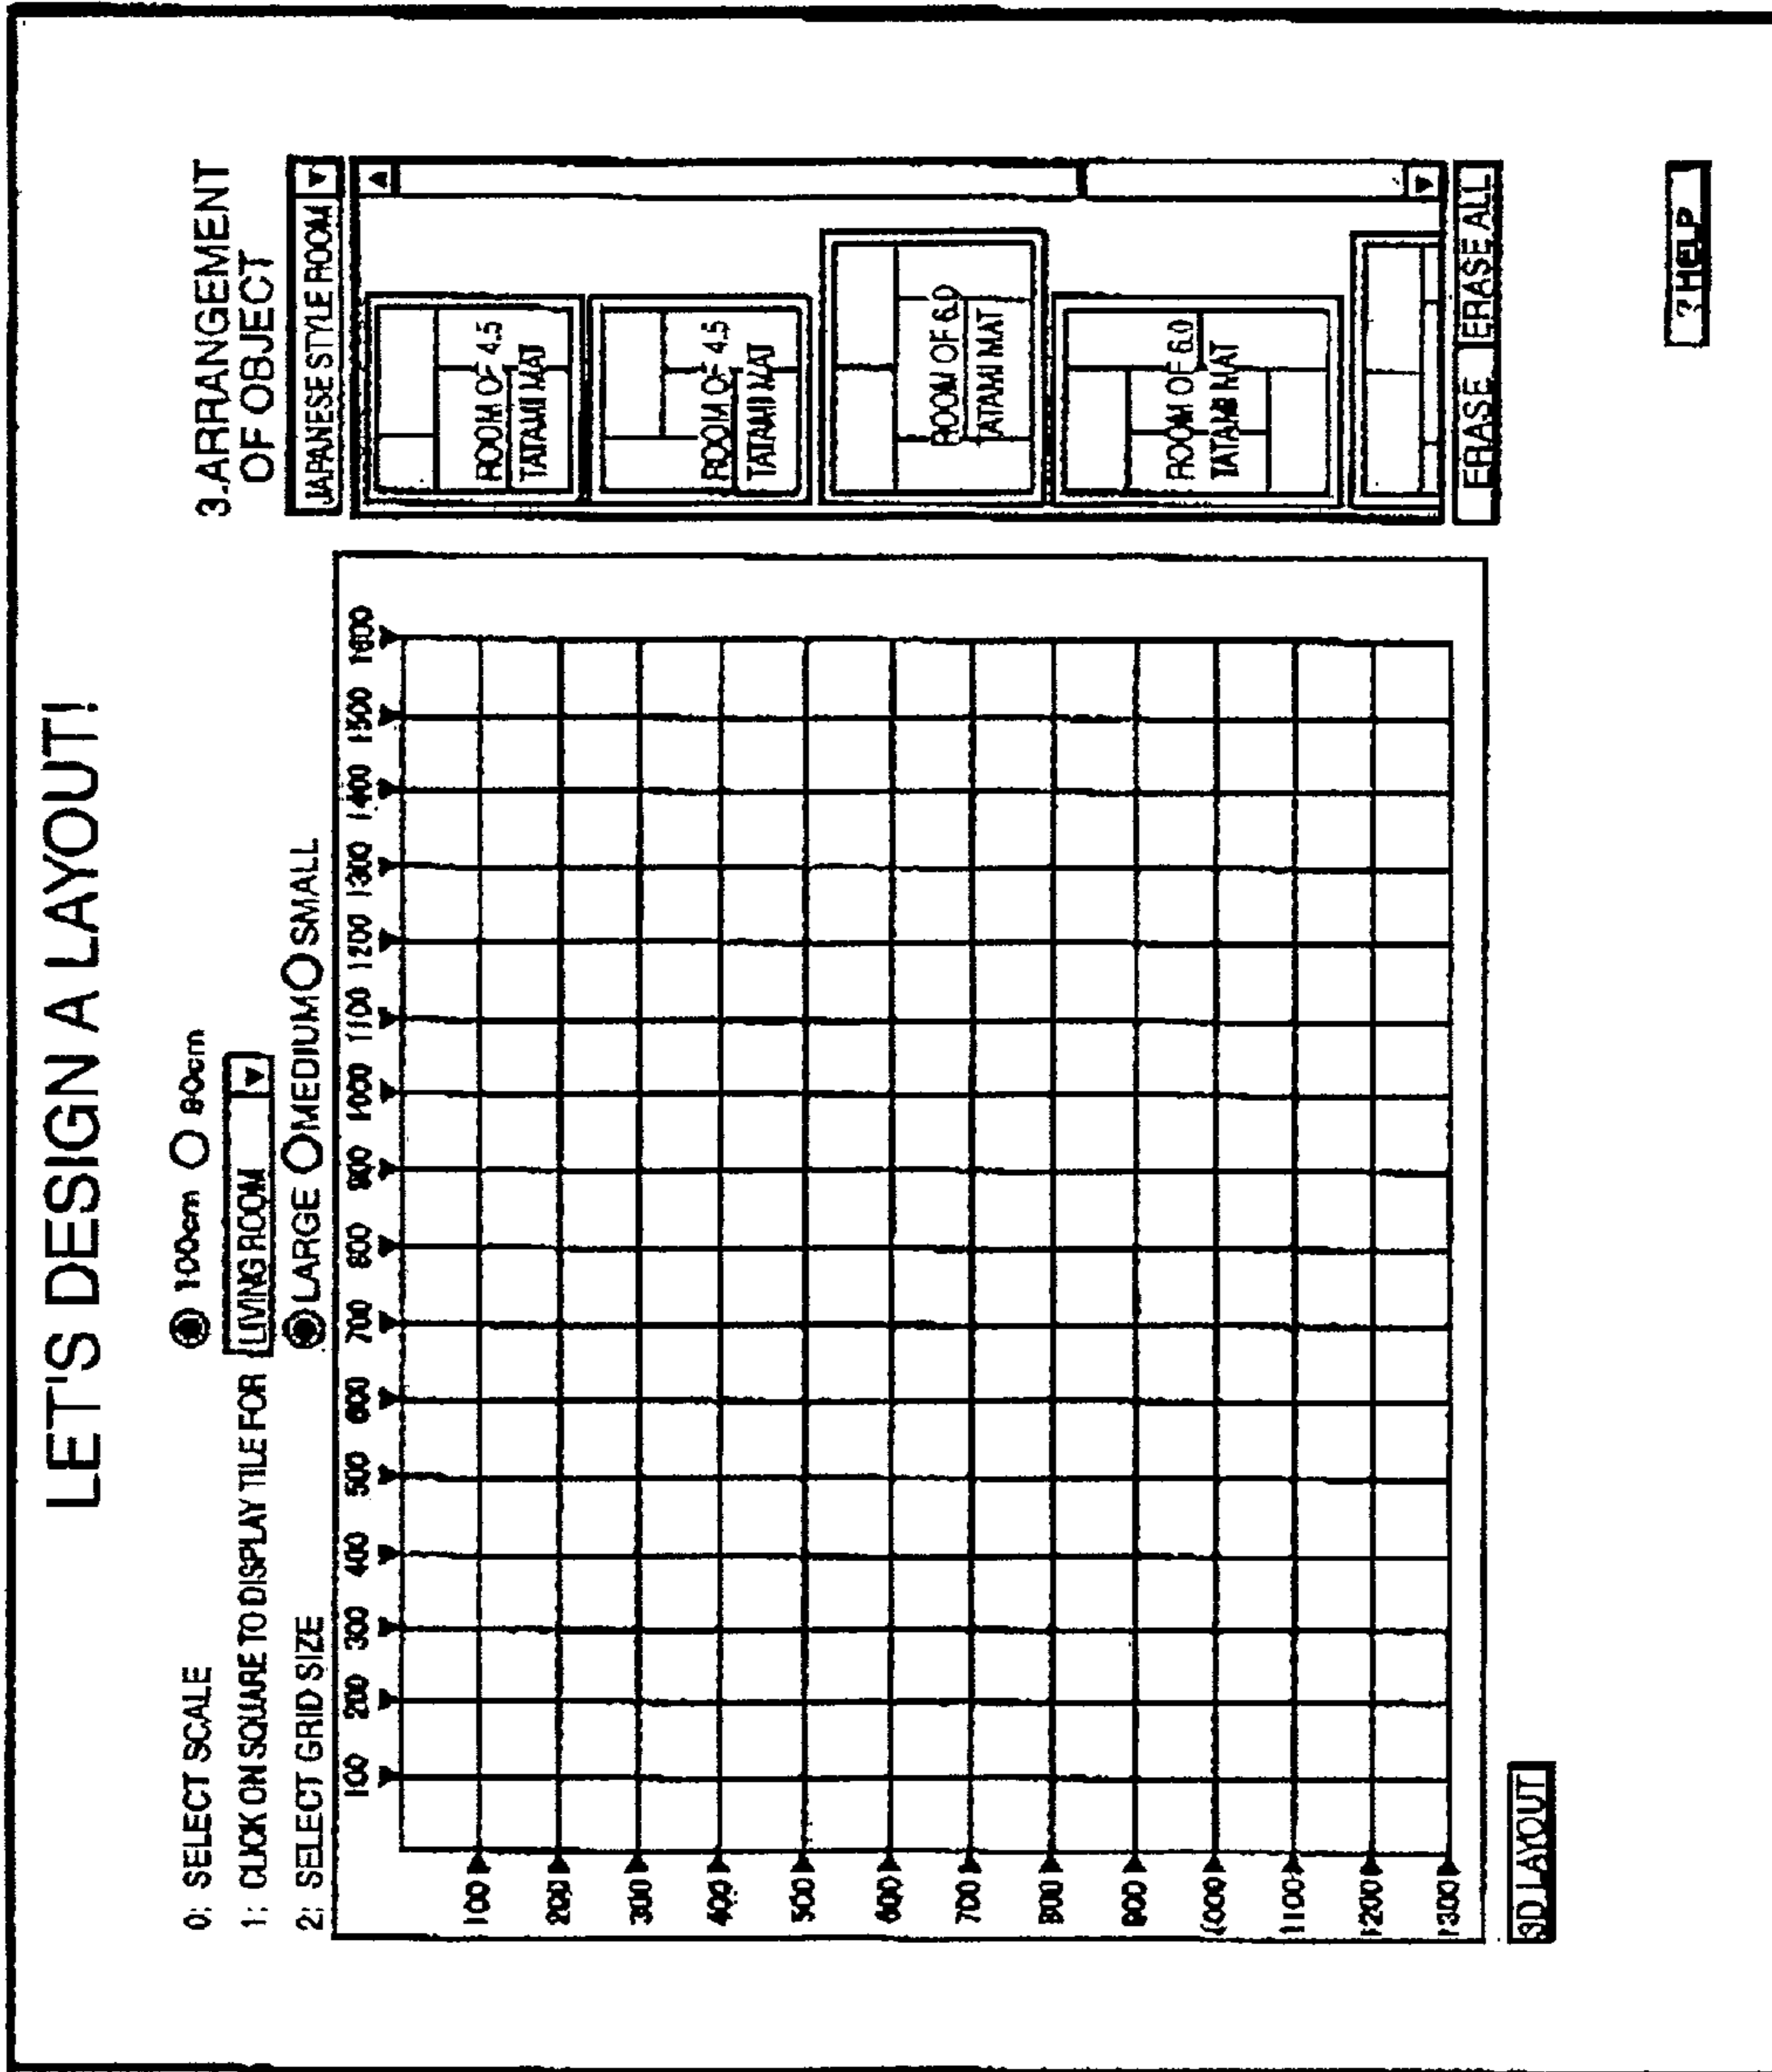 LET'S DESIGN A LAYOUT!
0: SELECT SCALE 100cm 80cm
1: CLICK ON SQUARE TO DISPLAY TILE FOR LIVING ROOM
2: SELECT GRID SIZE LARGE MEDIUM SMALL
100 200 300 400 500 600 700 800 900 1000 1100 1200 1300 1400 1500 1600
100
200
300
400
500
600
700
800
900
1000
1100
1200
1300
3D LAYOUT
3.ARRANGEMENT
OF OBJECT
JAPANESE STYLE ROOM
ROOM OF 4.5
TATAMI MAT
ROOM OF 4.5
TATAMI MAT
ROOM OF 6.0
TATAMI MAT
ROOM OF 6.0
TATAMI MAT
ERASE ERASE ALL
? HELP